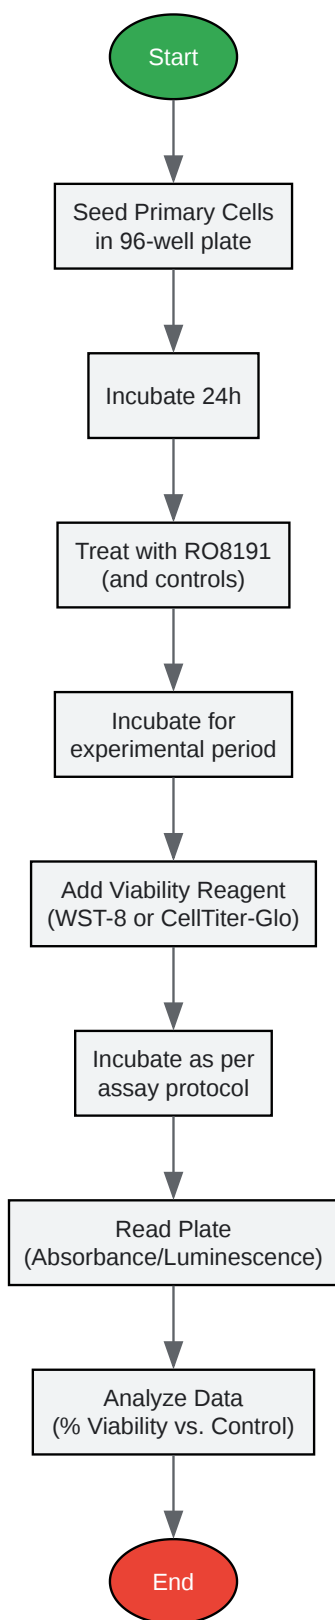 Start
Seed Primary Cells
in 96-well plate
Incubate 24h
Treat with RO8191
(and controls)
Incubate for
experimental period
Add Viability Reagent
(WST-8 or CellTiter-Glo)
Incubate as per
assay protocol
Read Plate
(Absorbance/Luminescence)
Analyze Data
(% Viability vs. Control)
End